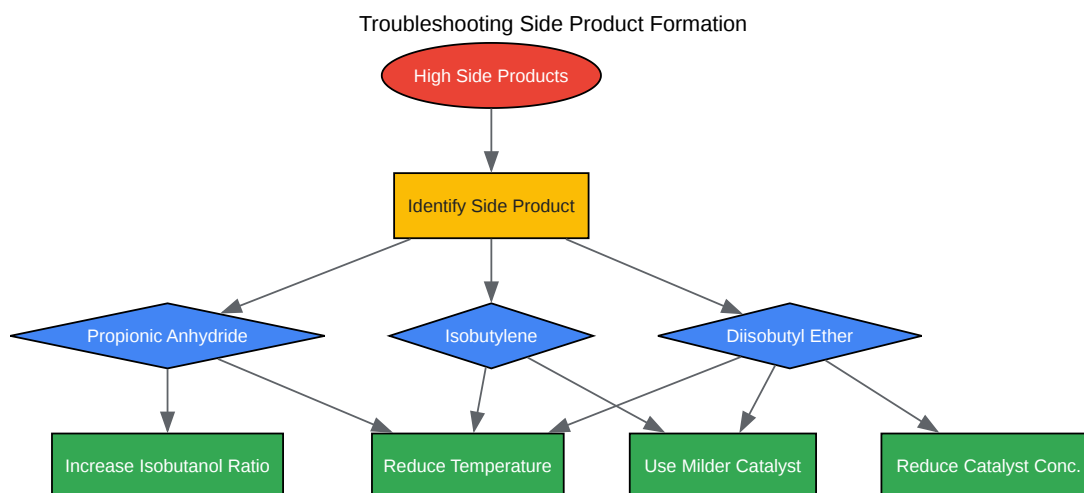 Troubleshooting Side Product Formation
High Side Products
Identify Side Product
Propionic Anhydride
Isobutylene
Diisobutyl Ether
Increase Isobutanol Ratio
Reduce Temperature
Use Milder Catalyst
Reduce Catalyst Conc.